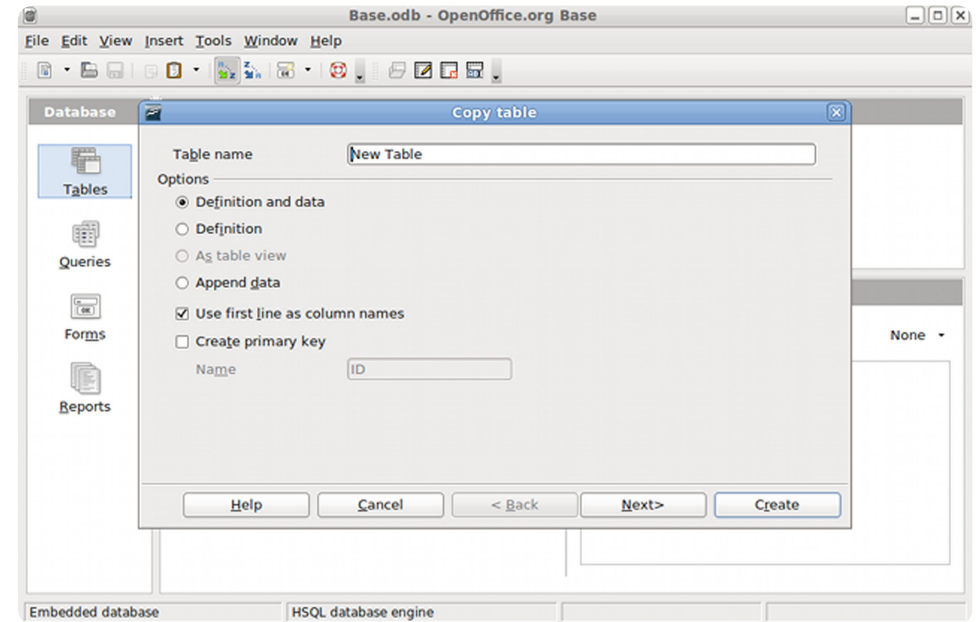 Base.odb - OpenOffice.org Base
File Edit View Insert Tools Window Help
Database
Copy table
Tables
Queries
Forms
Reports
Table name New Table
Options
Definition and data
Definition
As table view
Append data
Use first line as column names
Create primary key
Name ID
None
Help Cancel < Back Next> Create
Embedded database HSQL database engine